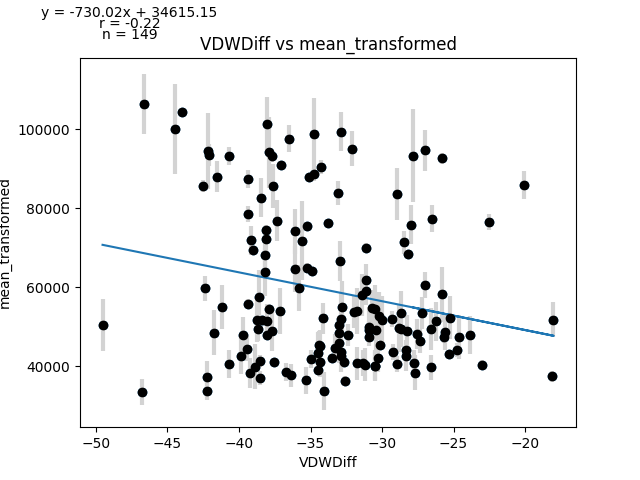 y = -730.02x + 34615.15
r = -0.22
n = 149
VDWDiff vs mean_transformed
mean_transformed
100000
80000
60000
40000
−50
−45
−40
−35
−30
−25
−20
VDWDiff